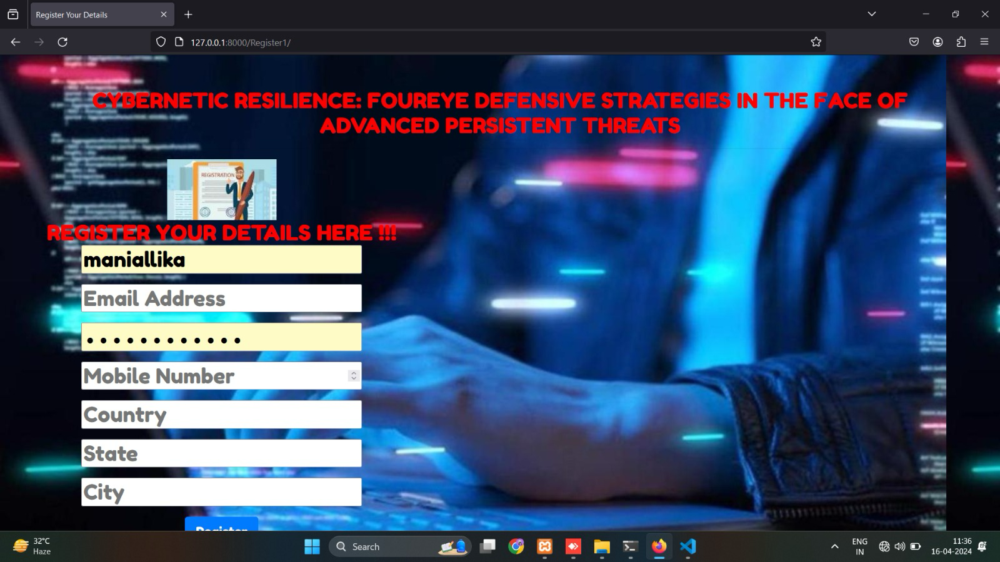 Register Your Details
127.0.0.1:8000/Register1/
CYBERNETIC RESILIENCE: FOUREYE DEFENSIVE STRATEGIES IN THE FACE OF
ADVANCED PERSISTENT THREATS
REGISTRATION
REGISTER YOUR DETAILS HERE !!!
maniallika
Email Address
Mobile Number
Country
State
City
Register
32°C
Haze
Search
ENG
IN
11:36
16-04-2024